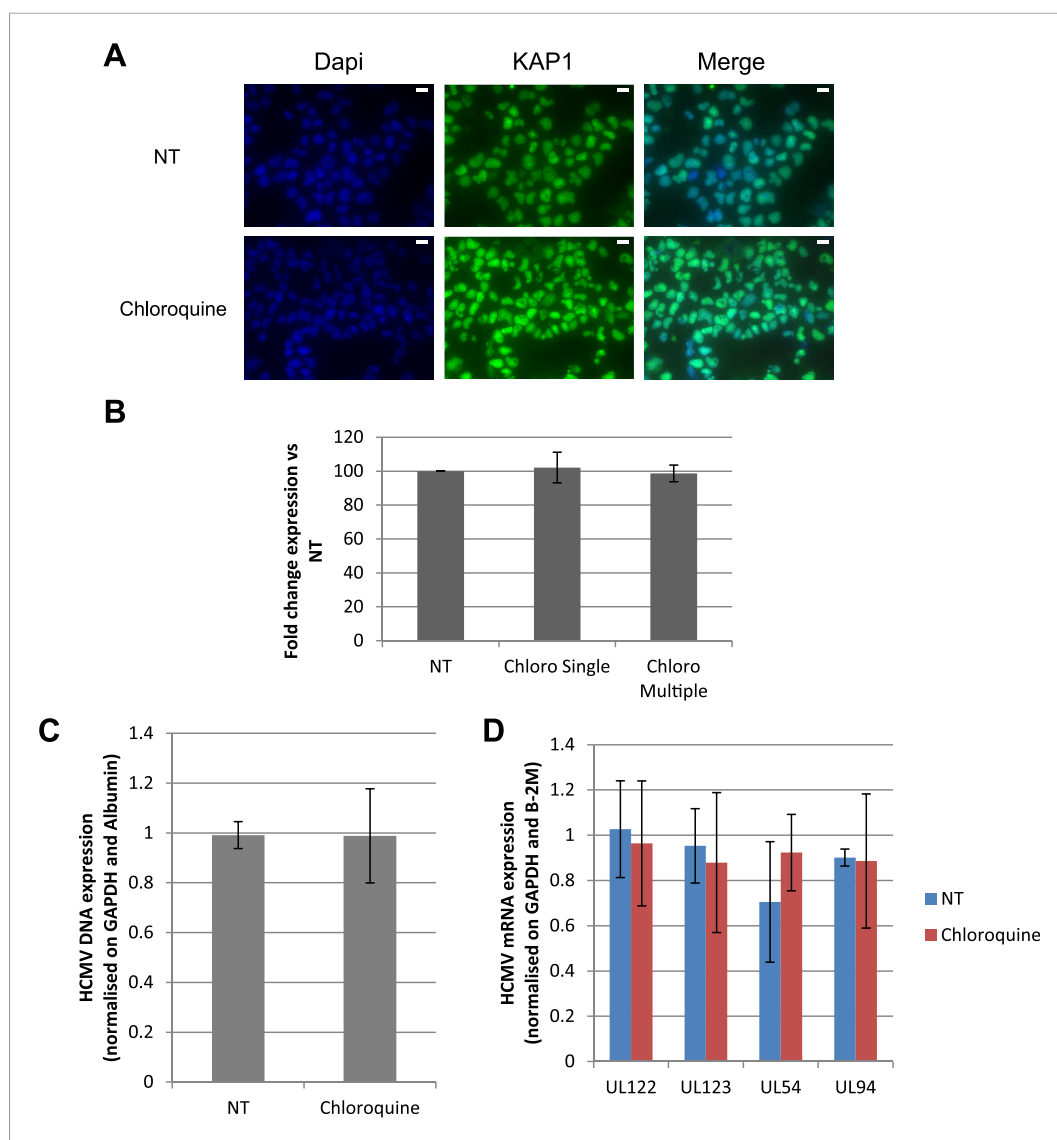 A
Dapi KAP1 Merge
NT
Chloroquine
B
Fold change expression vs
NT
120
100
80
60
40
20
0
NT Chloro Single Chloro
Multiple
C
HCMV DNA expression
(normalised on GAPDH and Albumin)
1.4
1.2
1
0.8
0.6
0.4
0.2
0
NT Chloroquine
D
HCMV mRNA expression
(normalised on GAPDH and B-2M)
1.4
1.2
1
0.8
0.6
0.4
0.2
0
UL122 UL123 UL54 UL94
NT
Chloroquine